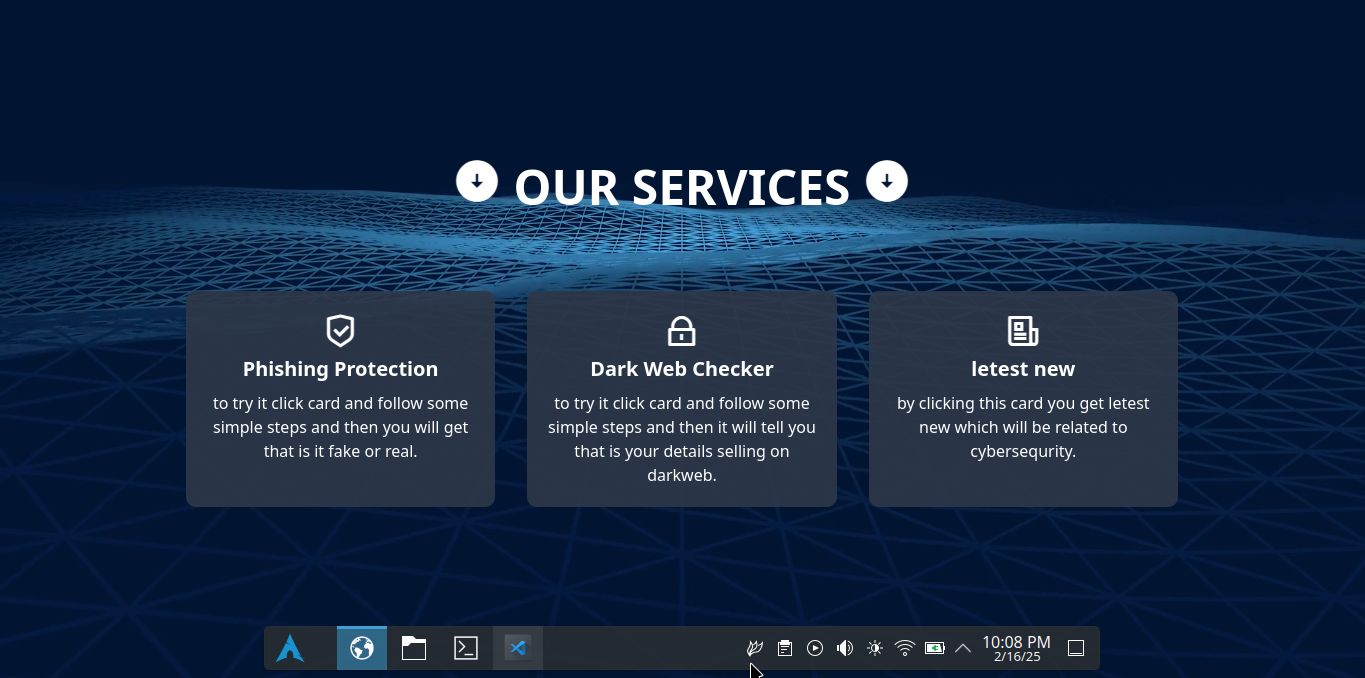 OUR SERVICES
Phishing Protection
to try it click card and follow some
simple steps and then you will get
that is it fake or real.
Dark Web Checker
to try it click card and follow some
simple steps and then it will tell you
that is your details selling on
darkweb.
letest new
by clicking this card you get letest
new which will be related to
cybersequrity.
10:08 PM
2/16/25